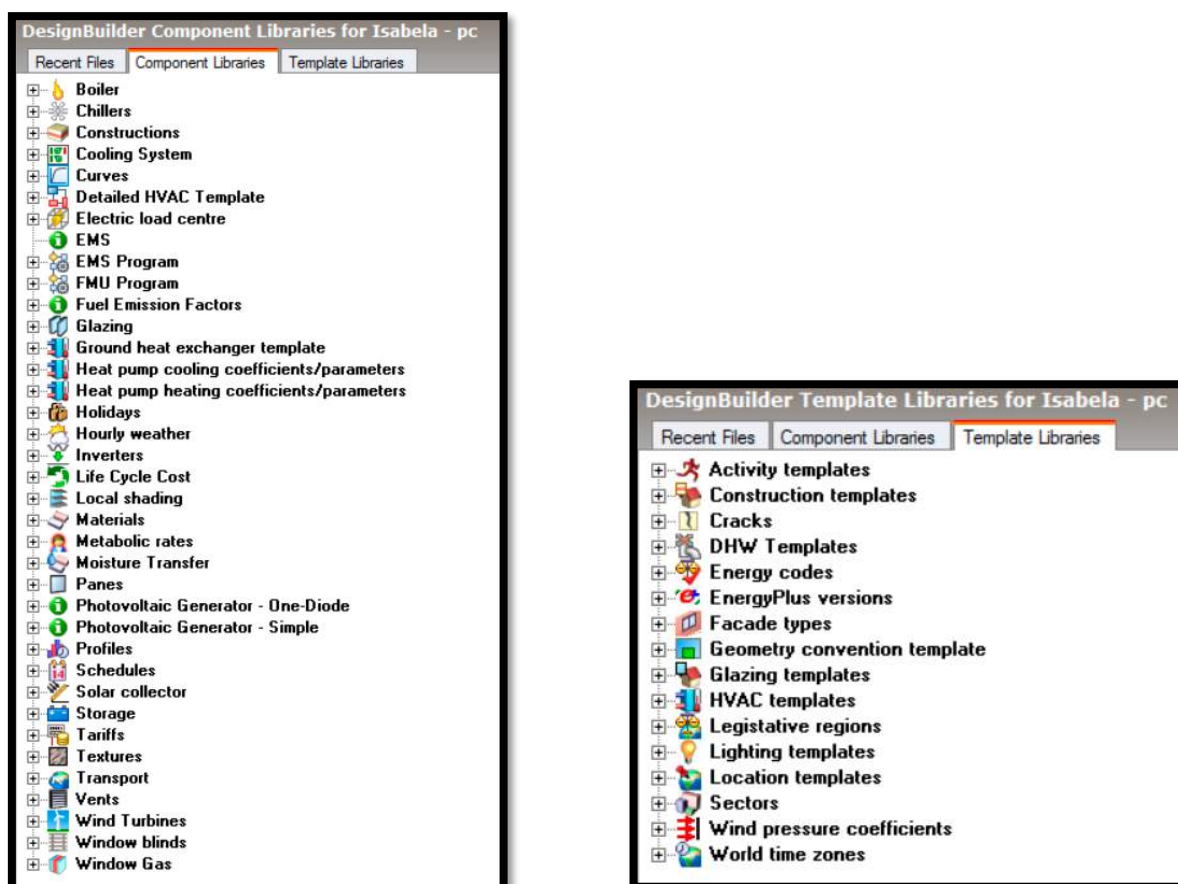 DesignBuilder Component Libraries for Isabela - pc
Recent Files Component Libraries Template Libraries
Boiler
Chillers
Constructions
Cooling System
Curves
Detailed HVAC Template
Electric load centre
EMS
EMS Program
FMU Program
Fuel Emission Factors
Glazing
Ground heat exchanger template
Heat pump cooling coefficients/parameters
Heat pump heating coefficients/parameters
Holidays
Hourly weather
Inverters
Life Cycle Cost
Local shading
Materials
Metabolic rates
Moisture Transfer
Panes
Photovoltaic Generator - One-Diode
Photovoltaic Generator - Simple
Profiles
Schedules
Solar collector
Storage
Tariffs
Textures
Transport
Vents
Wind Turbines
Window blinds
Window Gas
DesignBuilder Template Libraries for Isabela - pc
Recent Files Component Libraries Template Libraries
Activity templates
Construction templates
Cracks
DHW Templates
Energy codes
EnergyPlus versions
Facade types
Geometry convention template
Glazing templates
HVAC templates
Legistative regions
Lighting templates
Location templates
Sectors
Wind pressure coefficients
World time zones